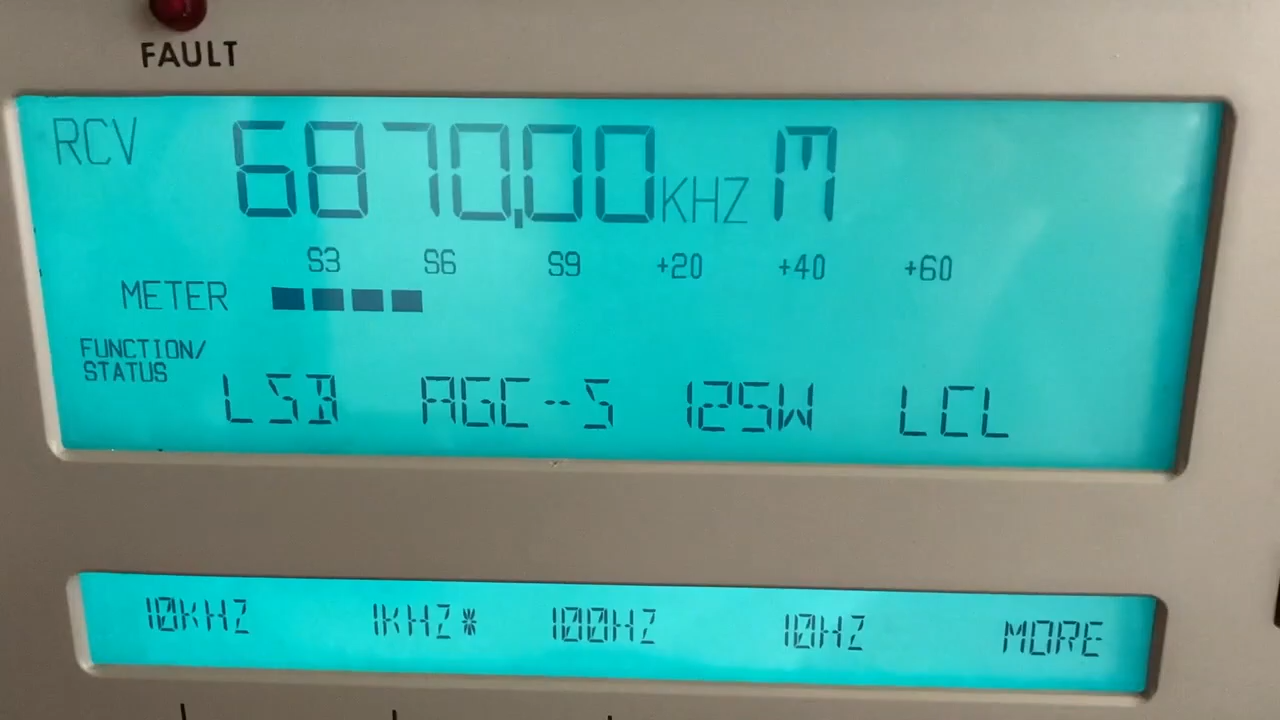 FAULT
RCV 6870,00 KHZ M
S3 S6 S9 +20 +40 +60
METER
FUNCTION/
STATUS
LSB AGC-S 125W LCL
10KHZ 1KHZ* 100HZ 10HZ MORE